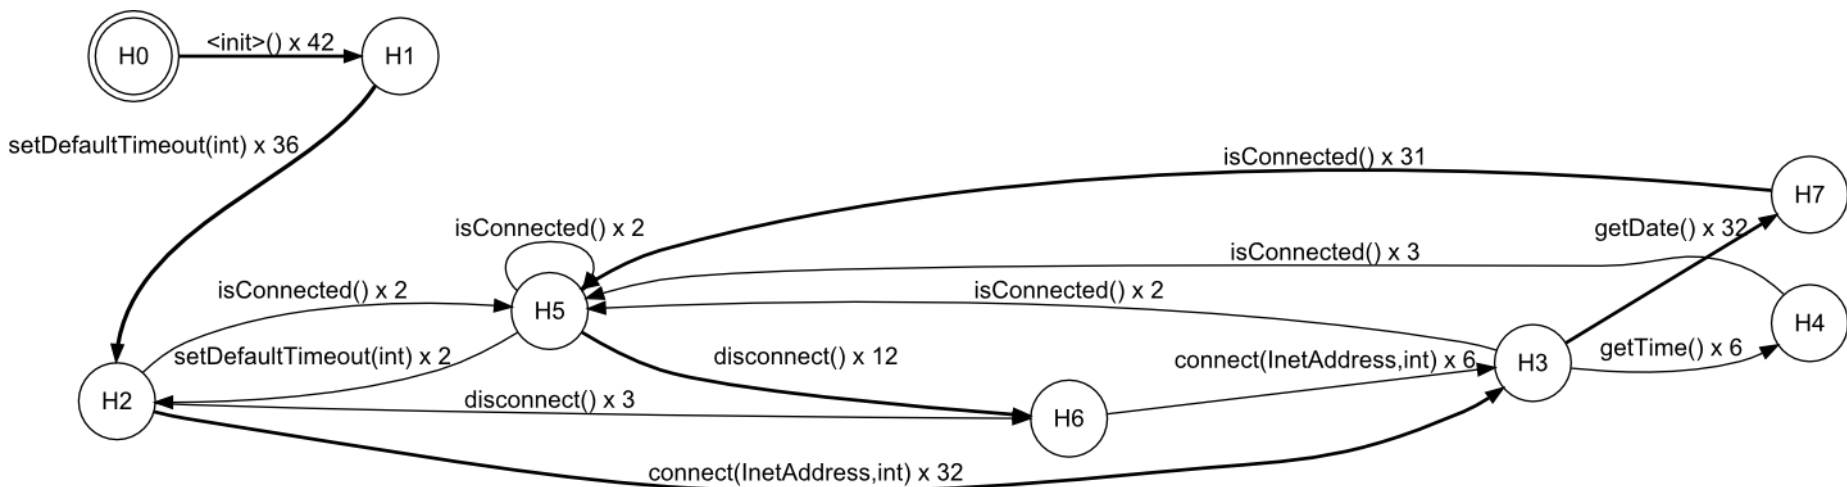 <init>() x 42
H0
H1
setDefaultTimeout(int) x 36
isConnected() x 31
H7
getDate() x 32
isConnected() x 2
isConnected() x 3
isConnected() x 2
isConnected() x 2
H5
H4
setDefaultTimeout(int) x 2
disconnect() x 12
connect(InetAddress,int) x 6
H3
getTime() x 6
H2
disconnect() x 3
H6
connect(InetAddress,int) x 32